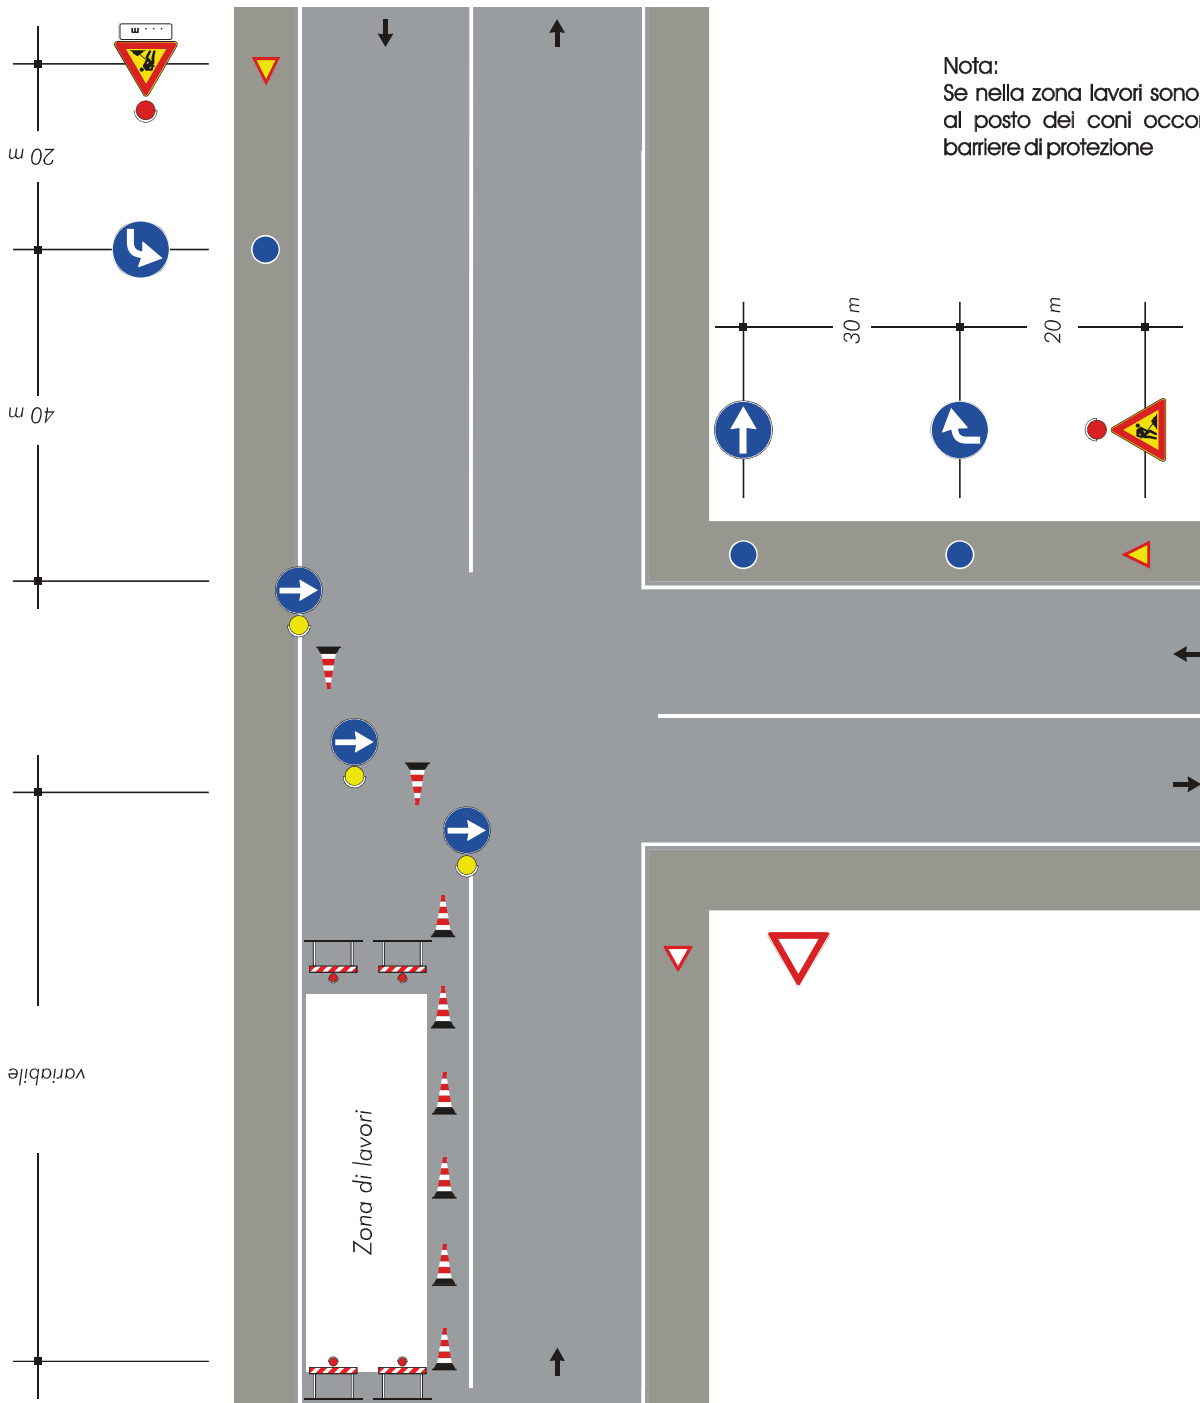 ... m
20 m
Nota:
Se nella zona lavori sono
al posto dei coni
barriere di protezione
30 m
20 m
40 m
variabile
Zona di lavori